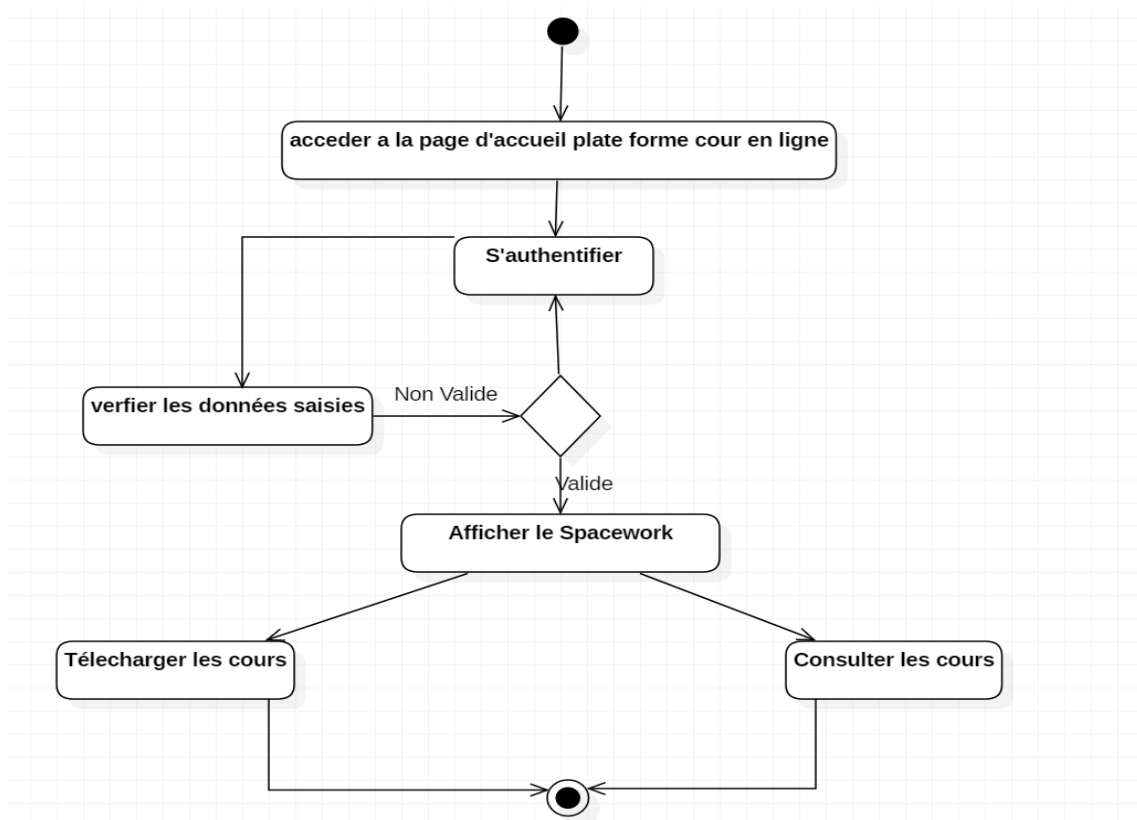 acceder a la page d'accueil plate forme cour en ligne
S'authentifier
verfier les données saisies
Non Valide
Valide
Afficher le Spacework
Télecharger les cours
Consulter les cours